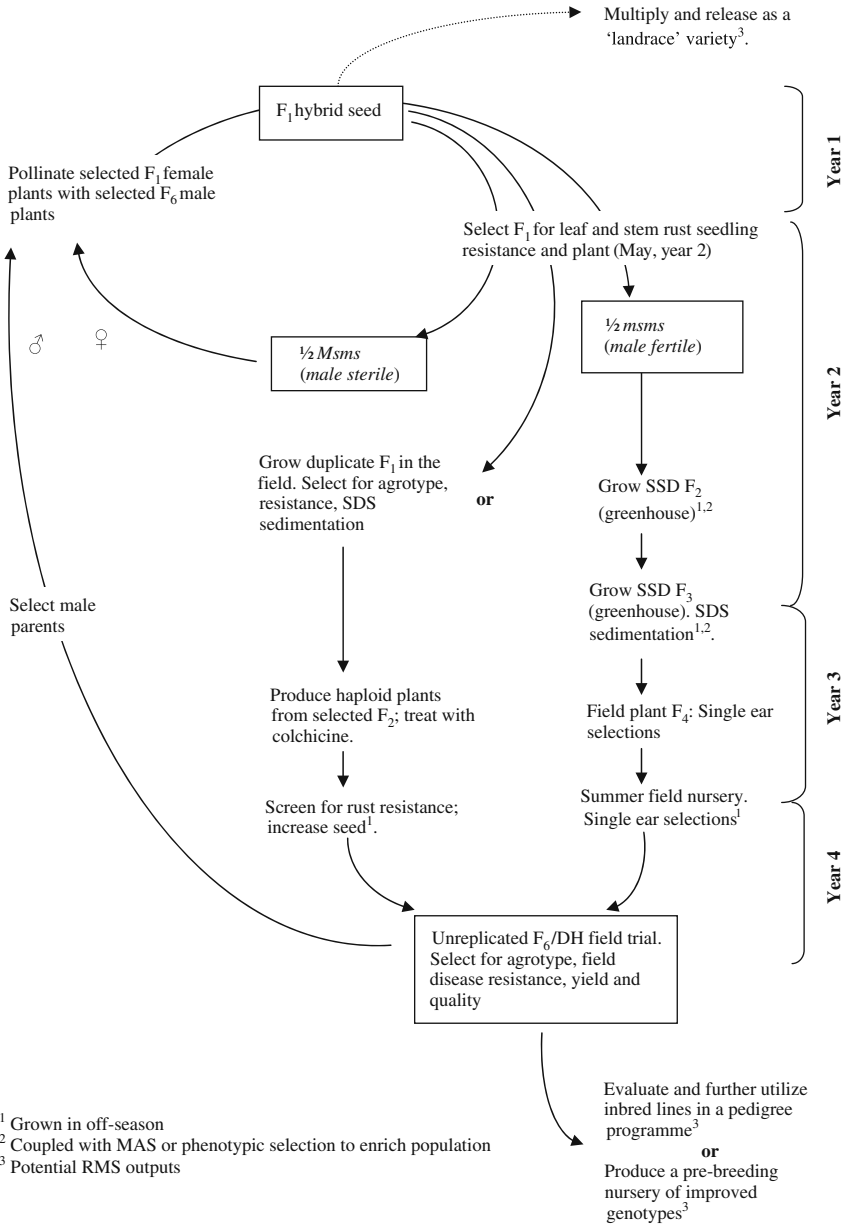 Multiply and release as a
‘landrace’ variety³.
F₁ hybrid seed
Year 1
Pollinate selected F₁ female
plants with selected F₆ male
plants
Select F₁ for leaf and stem rust seedling
resistance and plant (May, year 2)
♂ ♀
½ Msms
(male sterile)
½ msms
(male fertile)
Year 2
Grow duplicate F₁ in the
field. Select for agrotype,
resistance, SDS
sedimentation
or
Grow SSD F₂
(greenhouse)¹,²
Grow SSD F₃
(greenhouse). SDS
sedimentation¹,².
Select male
parents
Year 3
Produce haploid plants
from selected F₂; treat with
colchicine.
Field plant F₄: Single ear
selections
Screen for rust resistance;
increase seed¹.
Summer field nursery.
Single ear selections¹
Year 4
Unreplicated F₆/DH field trial.
Select for agrotype, field
disease resistance, yield and
quality
Evaluate and further utilize
inbred lines in a pedigree
programme³
or
Produce a pre-breeding
nursery of improved
genotypes³
¹ Grown in off-season
² Coupled with MAS or phenotypic selection to enrich population
³ Potential RMS outputs